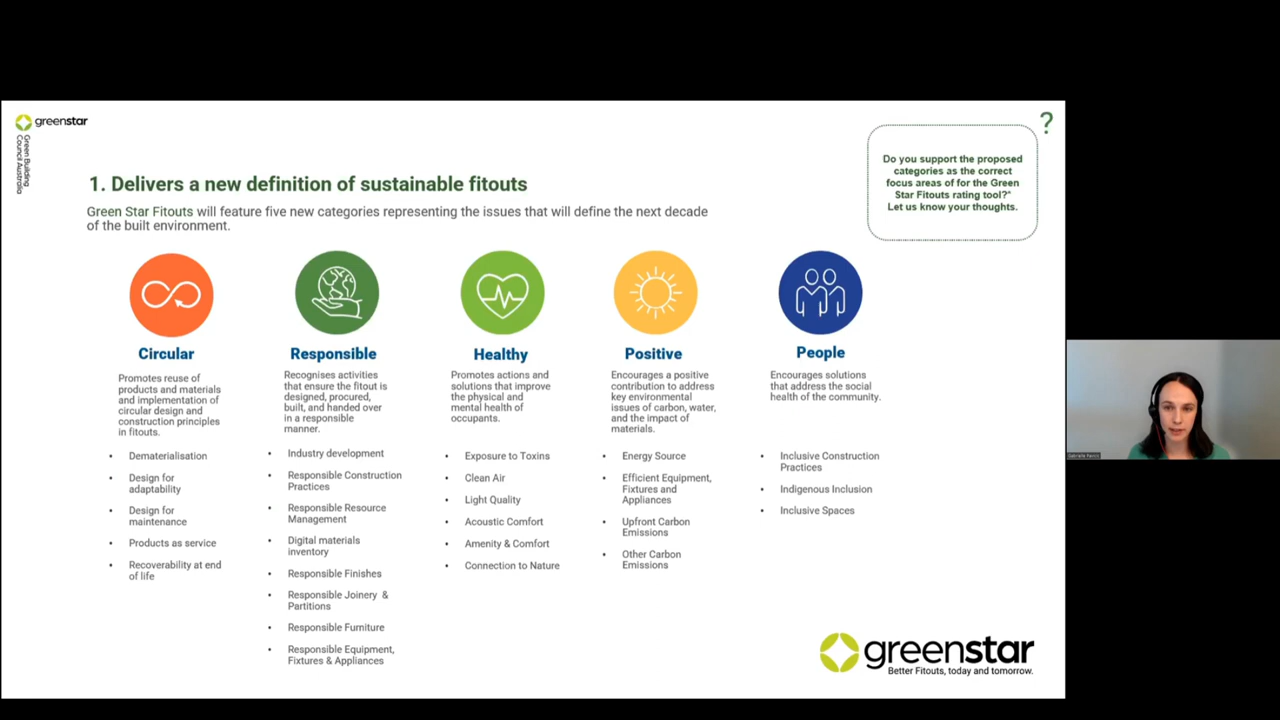 greenstar
Green Building
Council Australia
?
Do you support the proposed
categories as the correct
focus areas of for the Green
Star Fitouts rating tool?*
Let us know your thoughts.
1. Delivers a new definition of sustainable fitouts
Green Star Fitouts will feature five new categories representing the issues that will define the next decade
of the built environment.
Circular
Promotes reuse of
products and materials
and implementation of
circular design and
construction principles
in fitouts.
• Dematerialisation
• Design for
adaptability
• Design for
maintenance
• Products as service
• Recoverability at end
of life
Responsible
Recognises activities
that ensure the fitout is
designed, procured,
built, and handed over
in a responsible
manner.
• Industry development
• Responsible Construction
Practices
• Responsible Resource
Management
• Digital materials
inventory
• Responsible Finishes
• Responsible Joinery &
Partitions
• Responsible Furniture
• Responsible Equipment,
Fixtures & Appliances
Healthy
Promotes actions and
solutions that improve
the physical and
mental health of
occupants.
• Exposure to Toxins
• Clean Air
• Light Quality
• Acoustic Comfort
• Amenity & Comfort
• Connection to Nature
Positive
Encourages a positive
contribution to address
key environmental
issues of carbon, water,
and the impact of
materials.
• Energy Source
• Efficient Equipment,
Fixtures and
Appliances
• Upfront Carbon
Emissions
• Other Carbon
Emissions
People
Encourages solutions
that address the social
health of the community.
• Inclusive Construction
Practices
• Indigenous Inclusion
• Inclusive Spaces
greenstar
Better Fitouts, today and tomorrow.